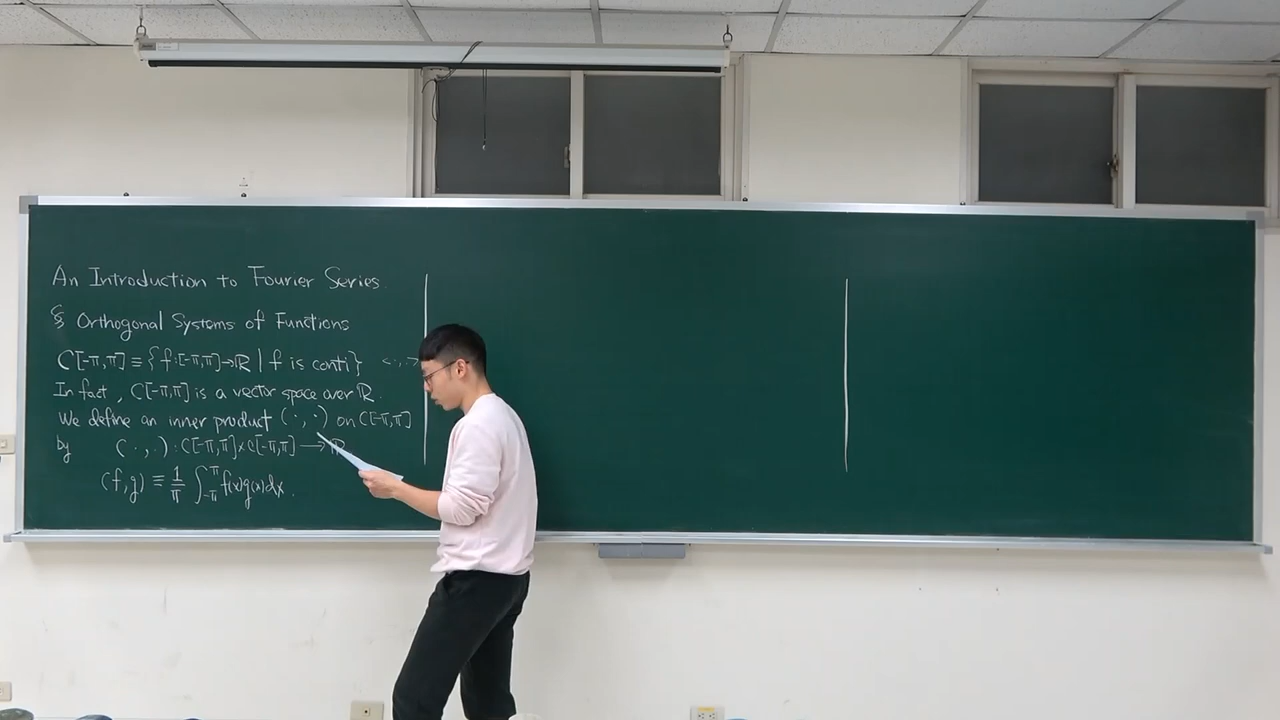 An Introduction to Fourier Series.
§ Orthogonal Systems of Functions
C[-π,π] ≡ {f:[-π,π]→ℝ | f is conti} <·,·>
In fact, C[-π,π] is a vector space over ℝ.
We define an inner product (·,·) on C[-π,π]
by (·,·) : C[-π,π] × C[-π,π] ⟶ ℝ
(f,g) ≡ 1/π ∫_{-π}^{π} f(x)g(x)dx.